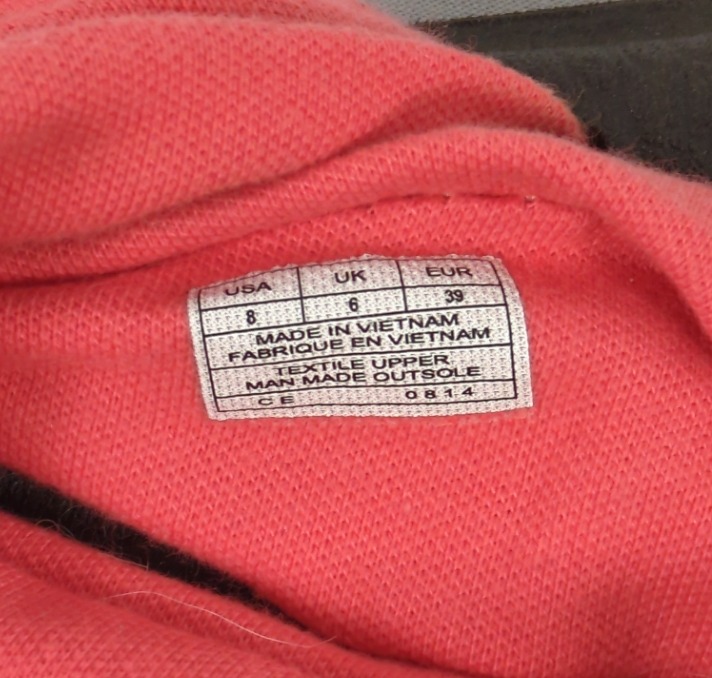 USA UK EUR
8 6 39
MADE IN VIETNAM
FABRIQUE EN VIETNAM
TEXTILE UPPER
MAN MADE OUTSOLE
CE 0814